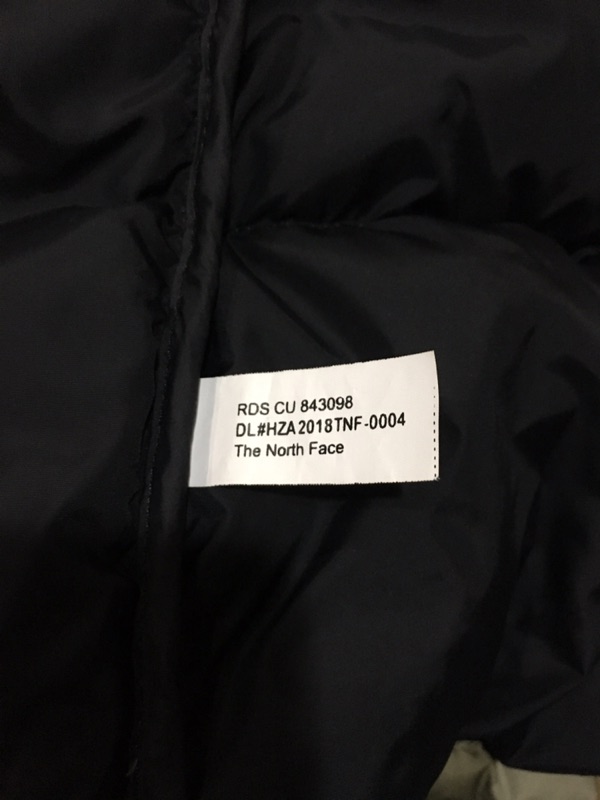 RDS CU 843098
DL#HZA2018TNF-0004
The North Face